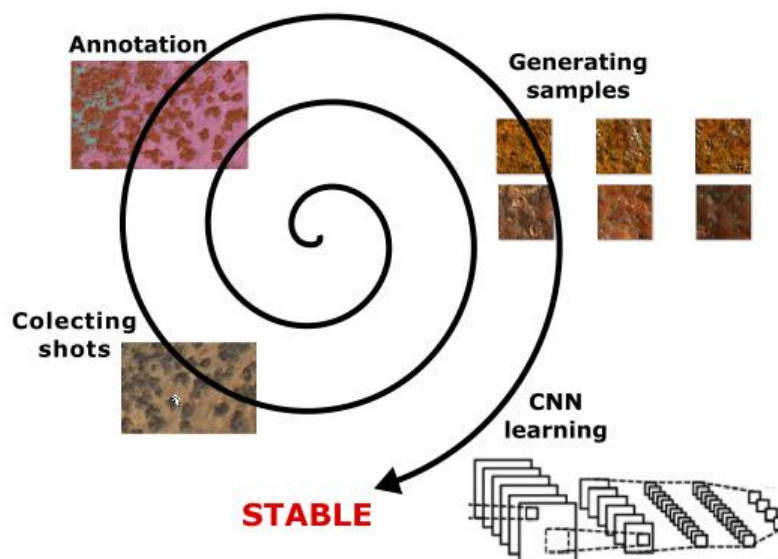 Annotation
Generating
samples
Colecting
shots
CNN
learning
STABLE